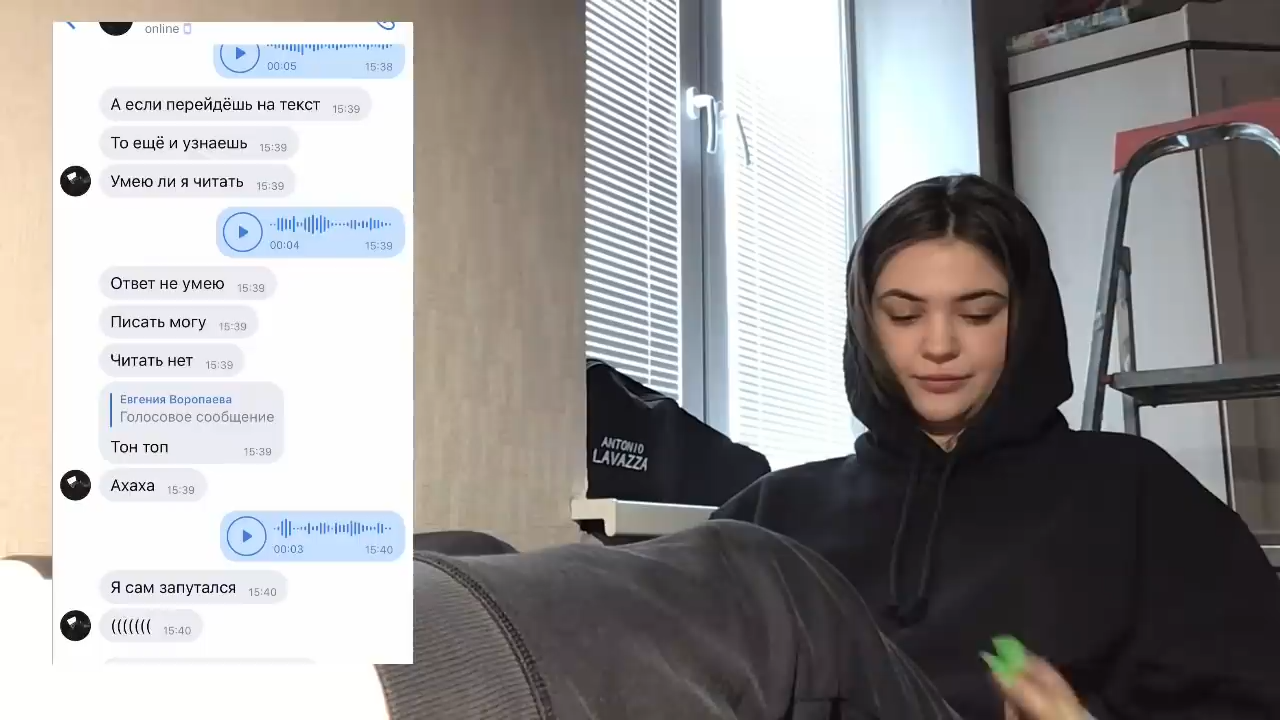 online
00:05 15:38
А если перейдёшь на текст 15:39
То ещё и узнаешь 15:39
Умею ли я читать 15:39
00:04 15:39
Ответ не умею 15:39
Писать могу 15:39
Читать нет 15:39
Евгения Воропаева
Голосовое сообщение
Тон топ 15:39
Ахаха 15:39
00:03 15:40
Я сам запутался 15:40
((((((( 15:40
ANTONIO
LAVAZZA